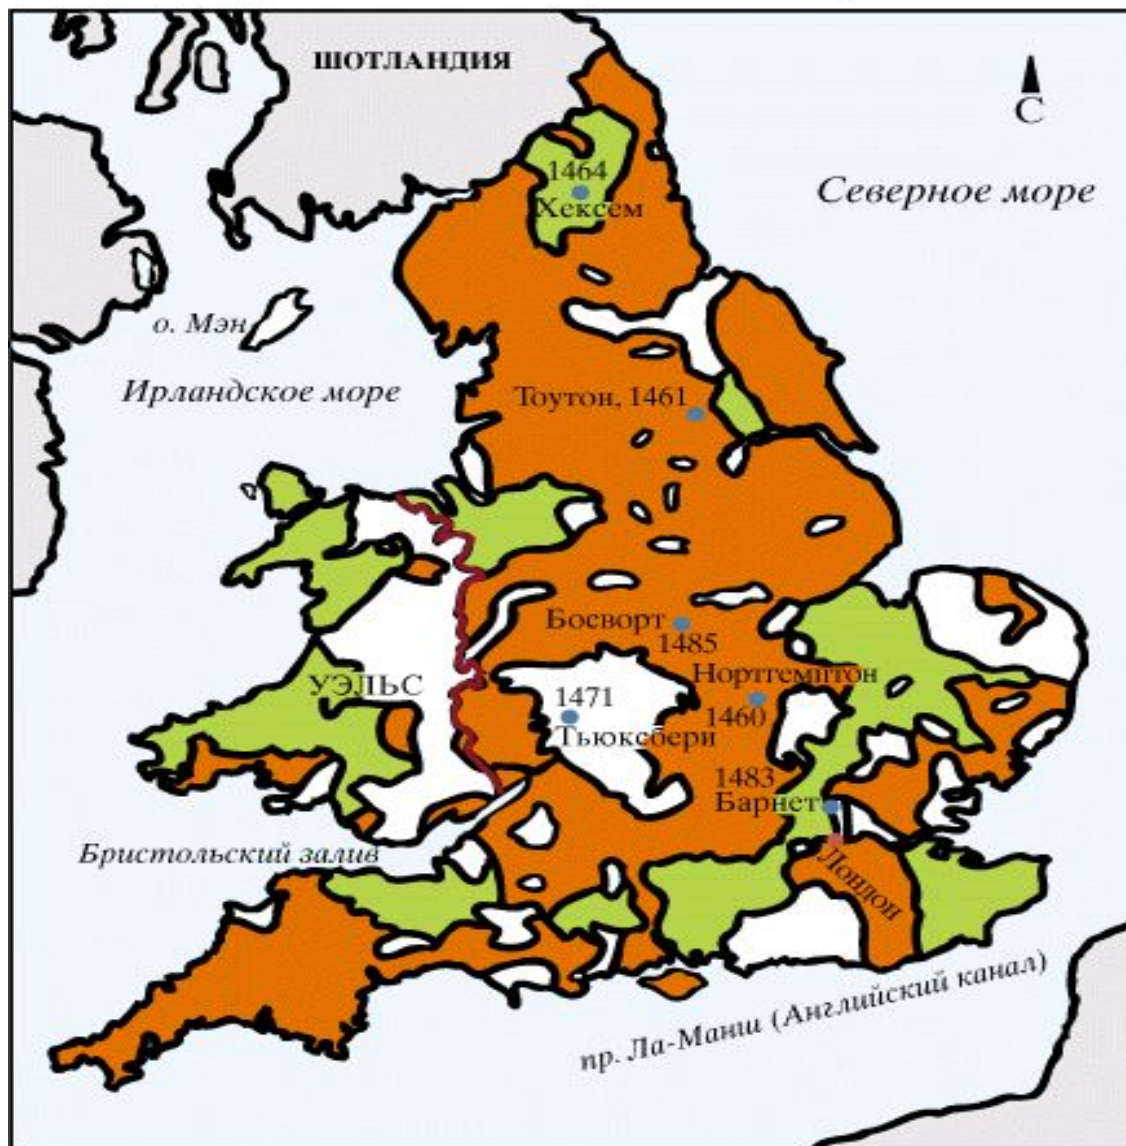 ШОТЛАНДИЯ
С
1464
Хексем
Северное море
о. Мэн
Ирландское море
Тоутон, 1461
Босворт
1485
Нортгемптон
УЭЛЬС
1471
1460
Тьюксбери
1483
Барнет
Бристольский залив
Лондон
пр. Ла-Манш (Английский канал)